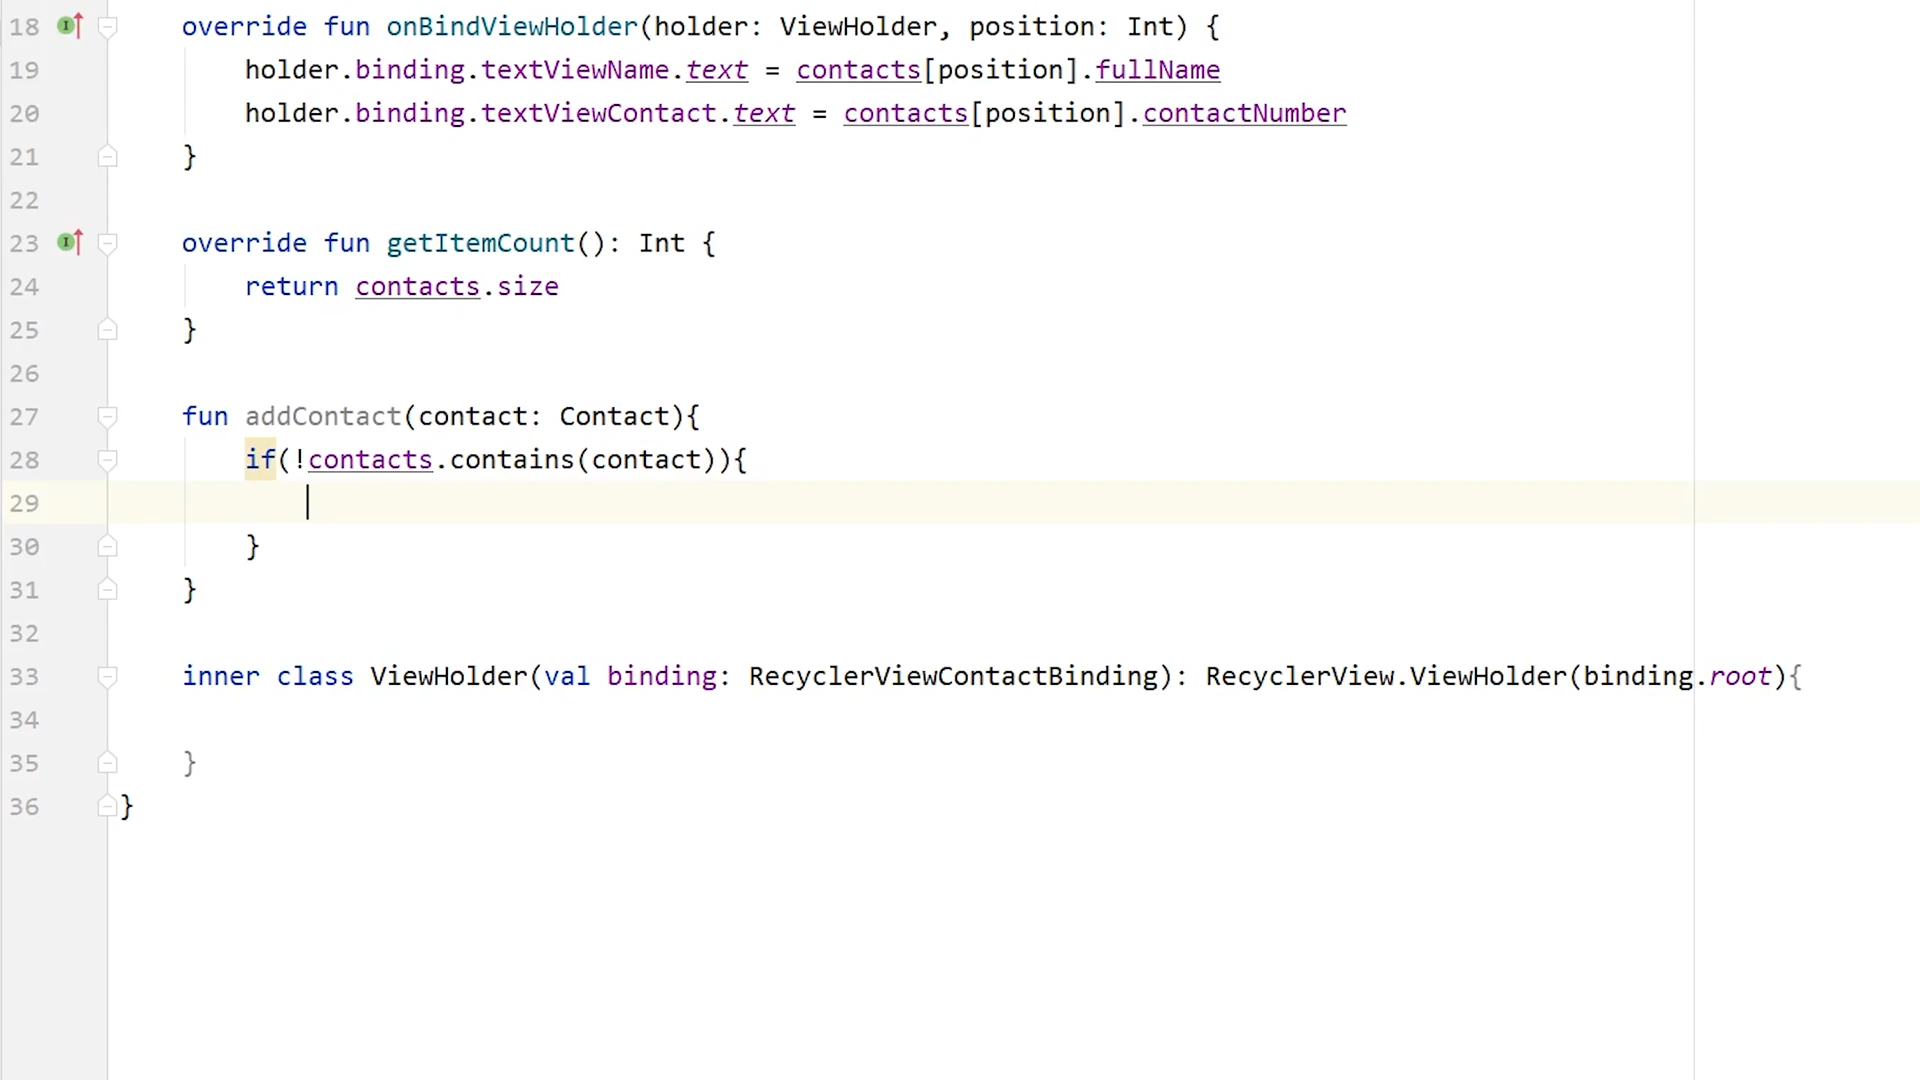 18 override fun onBindViewHolder(holder: ViewHolder, position: Int) {
19 holder.binding.textViewName.text = contacts[position].fullName
20 holder.binding.textViewContact.text = contacts[position].contactNumber
21 }
22
23 override fun getItemCount(): Int {
24 return contacts.size
25 }
26
27 fun addContact(contact: Contact){
28 if(!contacts.contains(contact)){
29
30 }
31 }
32
33 inner class ViewHolder(val binding: RecyclerViewContactBinding): RecyclerView.ViewHolder(binding.root){
34
35 }
36 }